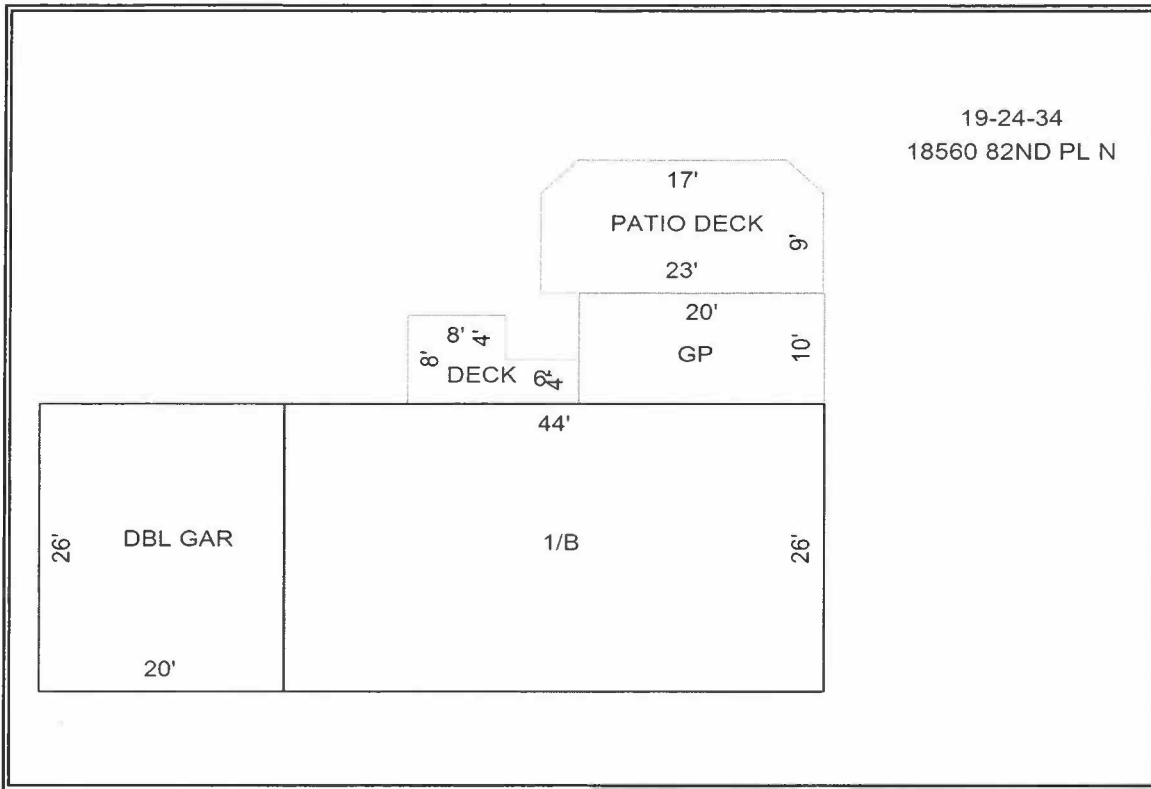 19-24-34
18560 82ND PL N
17'
PATIO DECK
9'
23'
20'
GP
10'
8'
4'
8'
DECK
6'
4'
44'
26'
DBL GAR
1/B
26'
20'